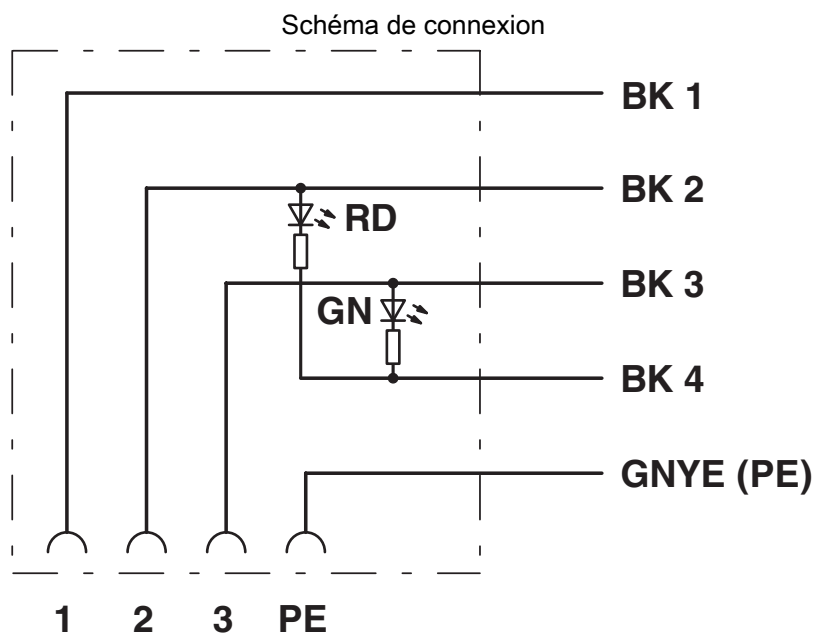 Schéma de connexion
BK 1
BK 2
RD
BK 3
GN
BK 4
GNYE (PE)
1 2 3 PE